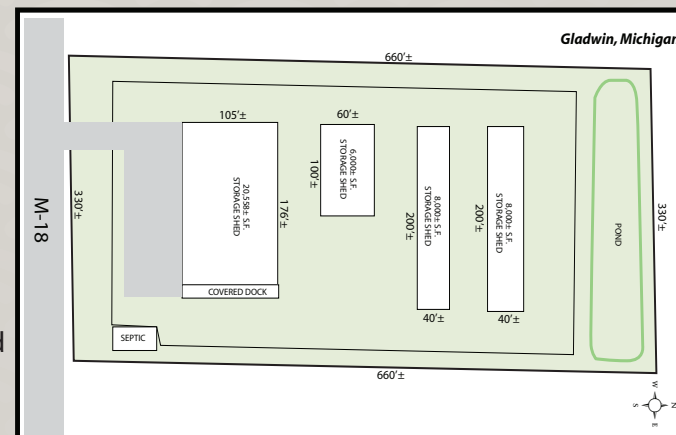 Gladwin, Michigan
660'±
105'±
60'±
20,558± S.F.
STORAGE SHED
176'±
6,000± S.F.
STORAGE SHED
100'±
8,000± S.F.
STORAGE SHED
200'±
8,000± S.F.
STORAGE SHED
200'±
M-18
330'±
330'±
POND
COVERED DOCK
40'±
40'±
SEPTIC
660'±
W
S
N
E